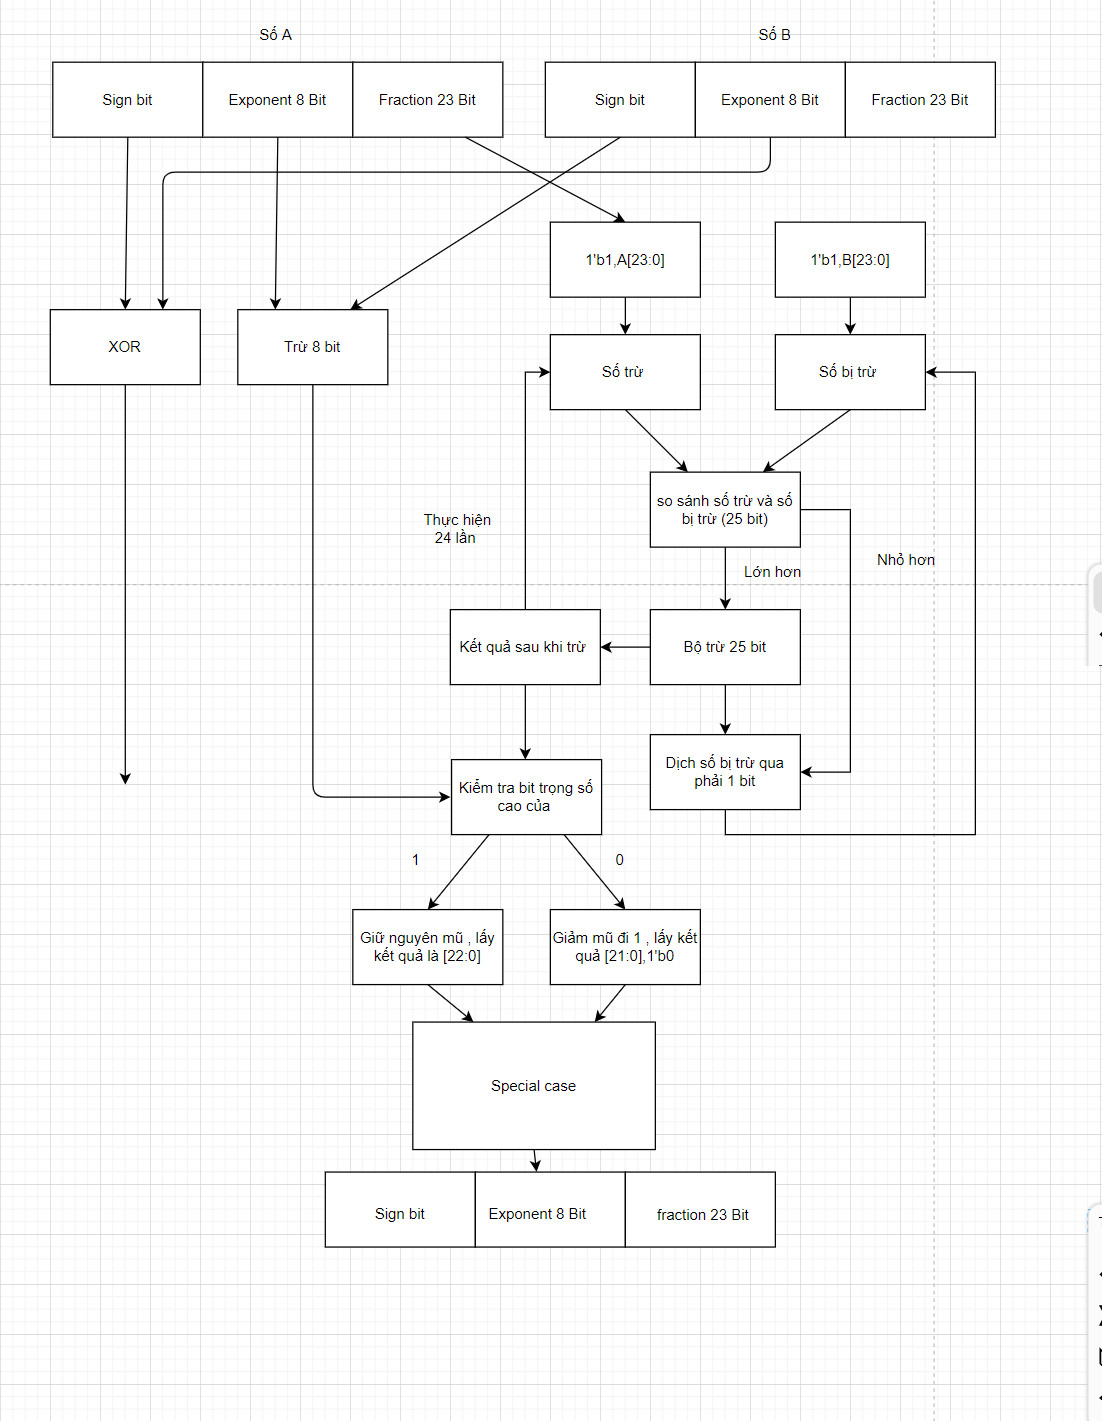 Số A
Số B
Sign bit
Exponent 8 Bit
Fraction 23 Bit
Sign bit
Exponent 8 Bit
Fraction 23 Bit
1'b1,A[23:0]
1'b1,B[23:0]
XOR
Trừ 8 bit
Số trừ
Số bị trừ
so sánh số trừ và số
bị trừ (25 bit)
Thực hiện
24 lần
Nhỏ hơn
Lớn hơn
Kết quả sau khi trừ
Bộ trừ 25 bit
Dịch số bị trừ qua
phải 1 bit
Kiểm tra bit trọng số
cao của
1
0
Giữ nguyên mũ , lấy
kết quả là [22:0]
Giảm mũ đi 1 , lấy kết
quả [21:0],1'b0
Special case
Sign bit
Exponent 8 Bit
fraction 23 Bit